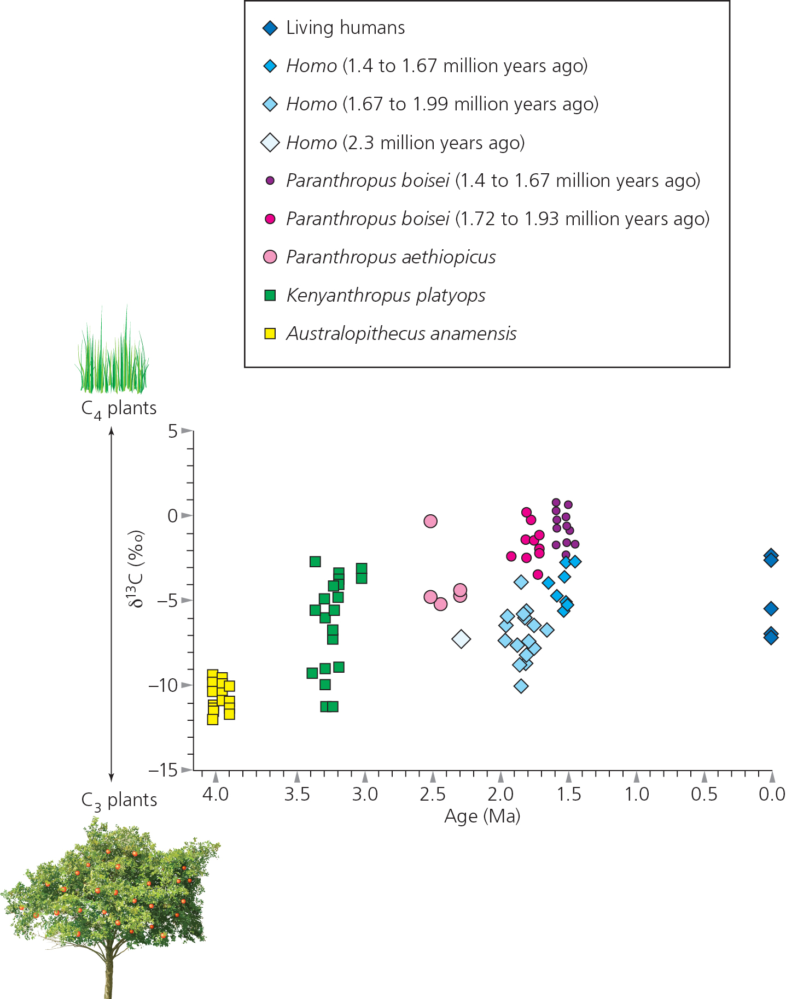 Living humans
Homo (1.4 to 1.67 million years ago)
Homo (1.67 to 1.99 million years ago)
Homo (2.3 million years ago)
Paranthropus boisei (1.4 to 1.67 million years ago)
Paranthropus boisei (1.72 to 1.93 million years ago)
Paranthropus aethiopicus
Kenyanthropus platyops
Australopithecus anamensis
C₄ plants
5
0
–5
–10
–15
δ¹³C (‰)
C₃ plants
4.0 3.5 3.0 2.5 2.0 1.5 1.0 0.5 0.0
Age (Ma)